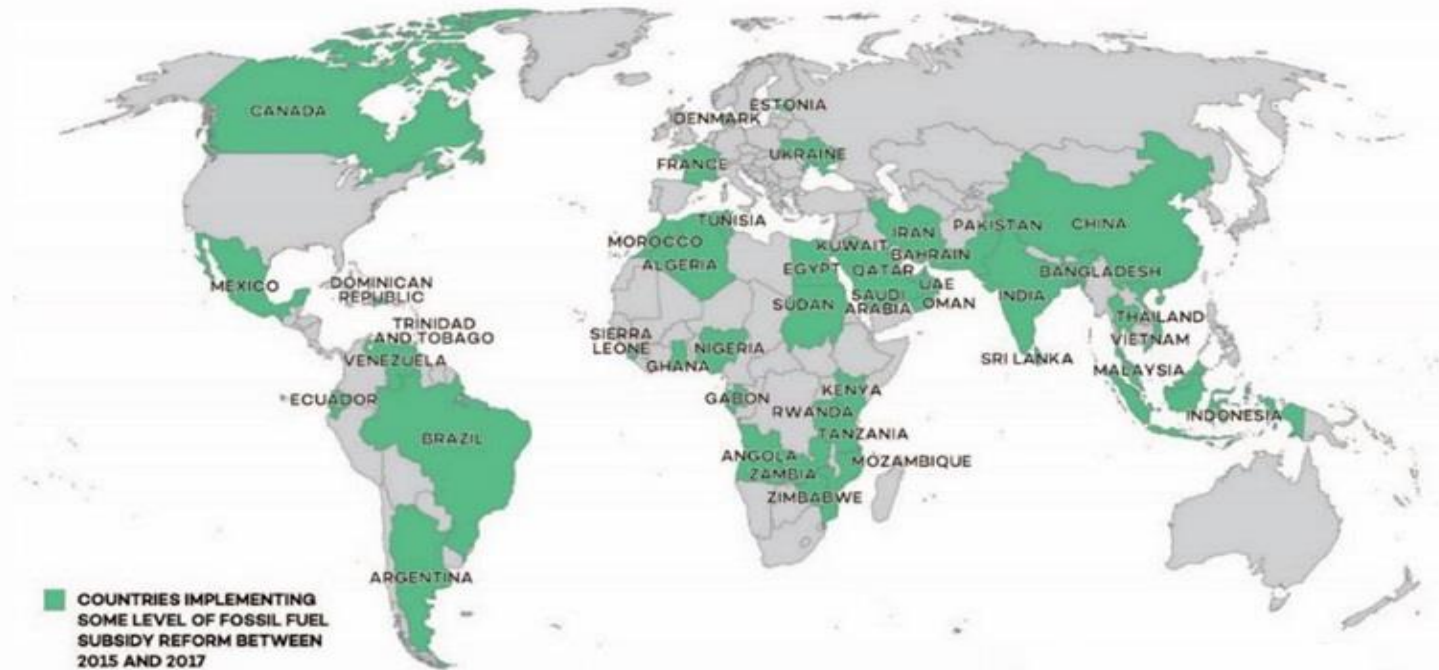 CANADA
ESTONIA
DENMARK
UKRAINE
FRANCE
TUNISIA
MOROCCO
ALGERIA
KUWAIT
IRAN
PAKISTAN
CHINA
BAHRAIN
EGYPT
QATAR
BANGLADESH
MEXICO
DOMINICAN
REPUBLIC
SUDAN
SAUDI
ARABIA
UAE
OMAN
INDIA
TRINIDAD
AND TOBAGO
SIERRA
LEONE
NIGERIA
GHANA
THAILAND
VIETNAM
VENEZUELA
SRI LANKA
MALAYSIA
ECUADOR
GABON
KENYA
RWANDA
INDONESIA
BRAZIL
TANZANIA
ANGOLA
ZAMBIA
MOZAMBIQUE
ZIMBABWE
ARGENTINA
COUNTRIES IMPLEMENTING
SOME LEVEL OF FOSSIL FUEL
SUBSIDY REFORM BETWEEN
2015 AND 2017